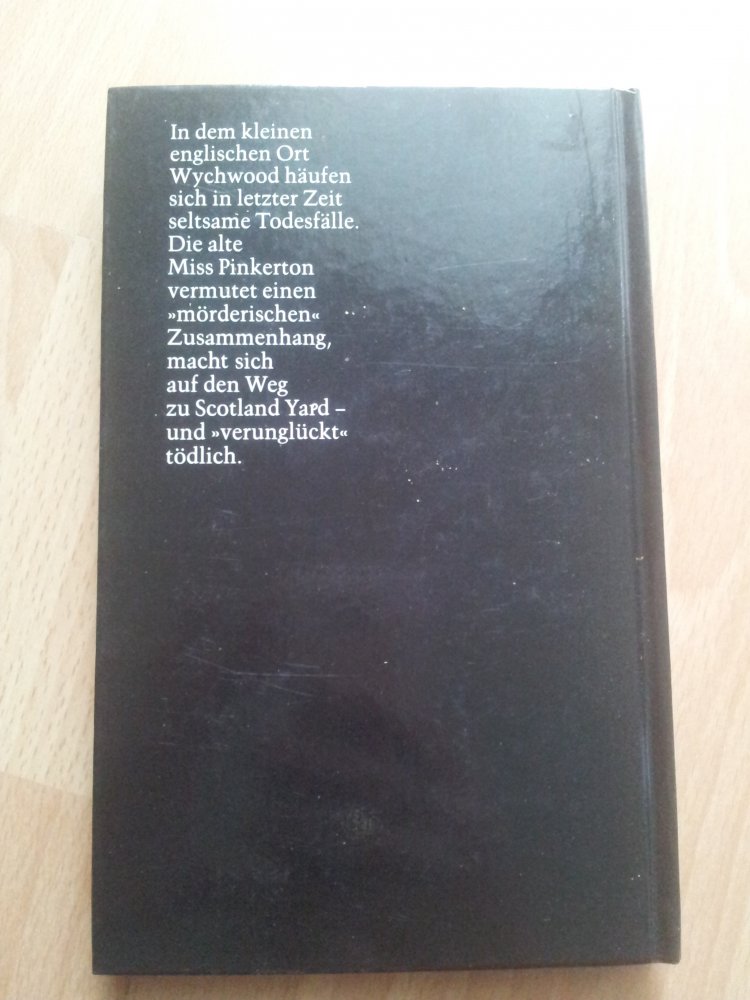 In dem kleinen
englischen Ort
Wychwood häufen
sich in letzter Zeit
seltsame Todesfälle.
Die alte
Miss Pinkerton
vermutet einen
»mörderischen«
Zusammenhang,
macht sich
auf den Weg
zu Scotland Yard –
und »verunglückt«
tödlich.